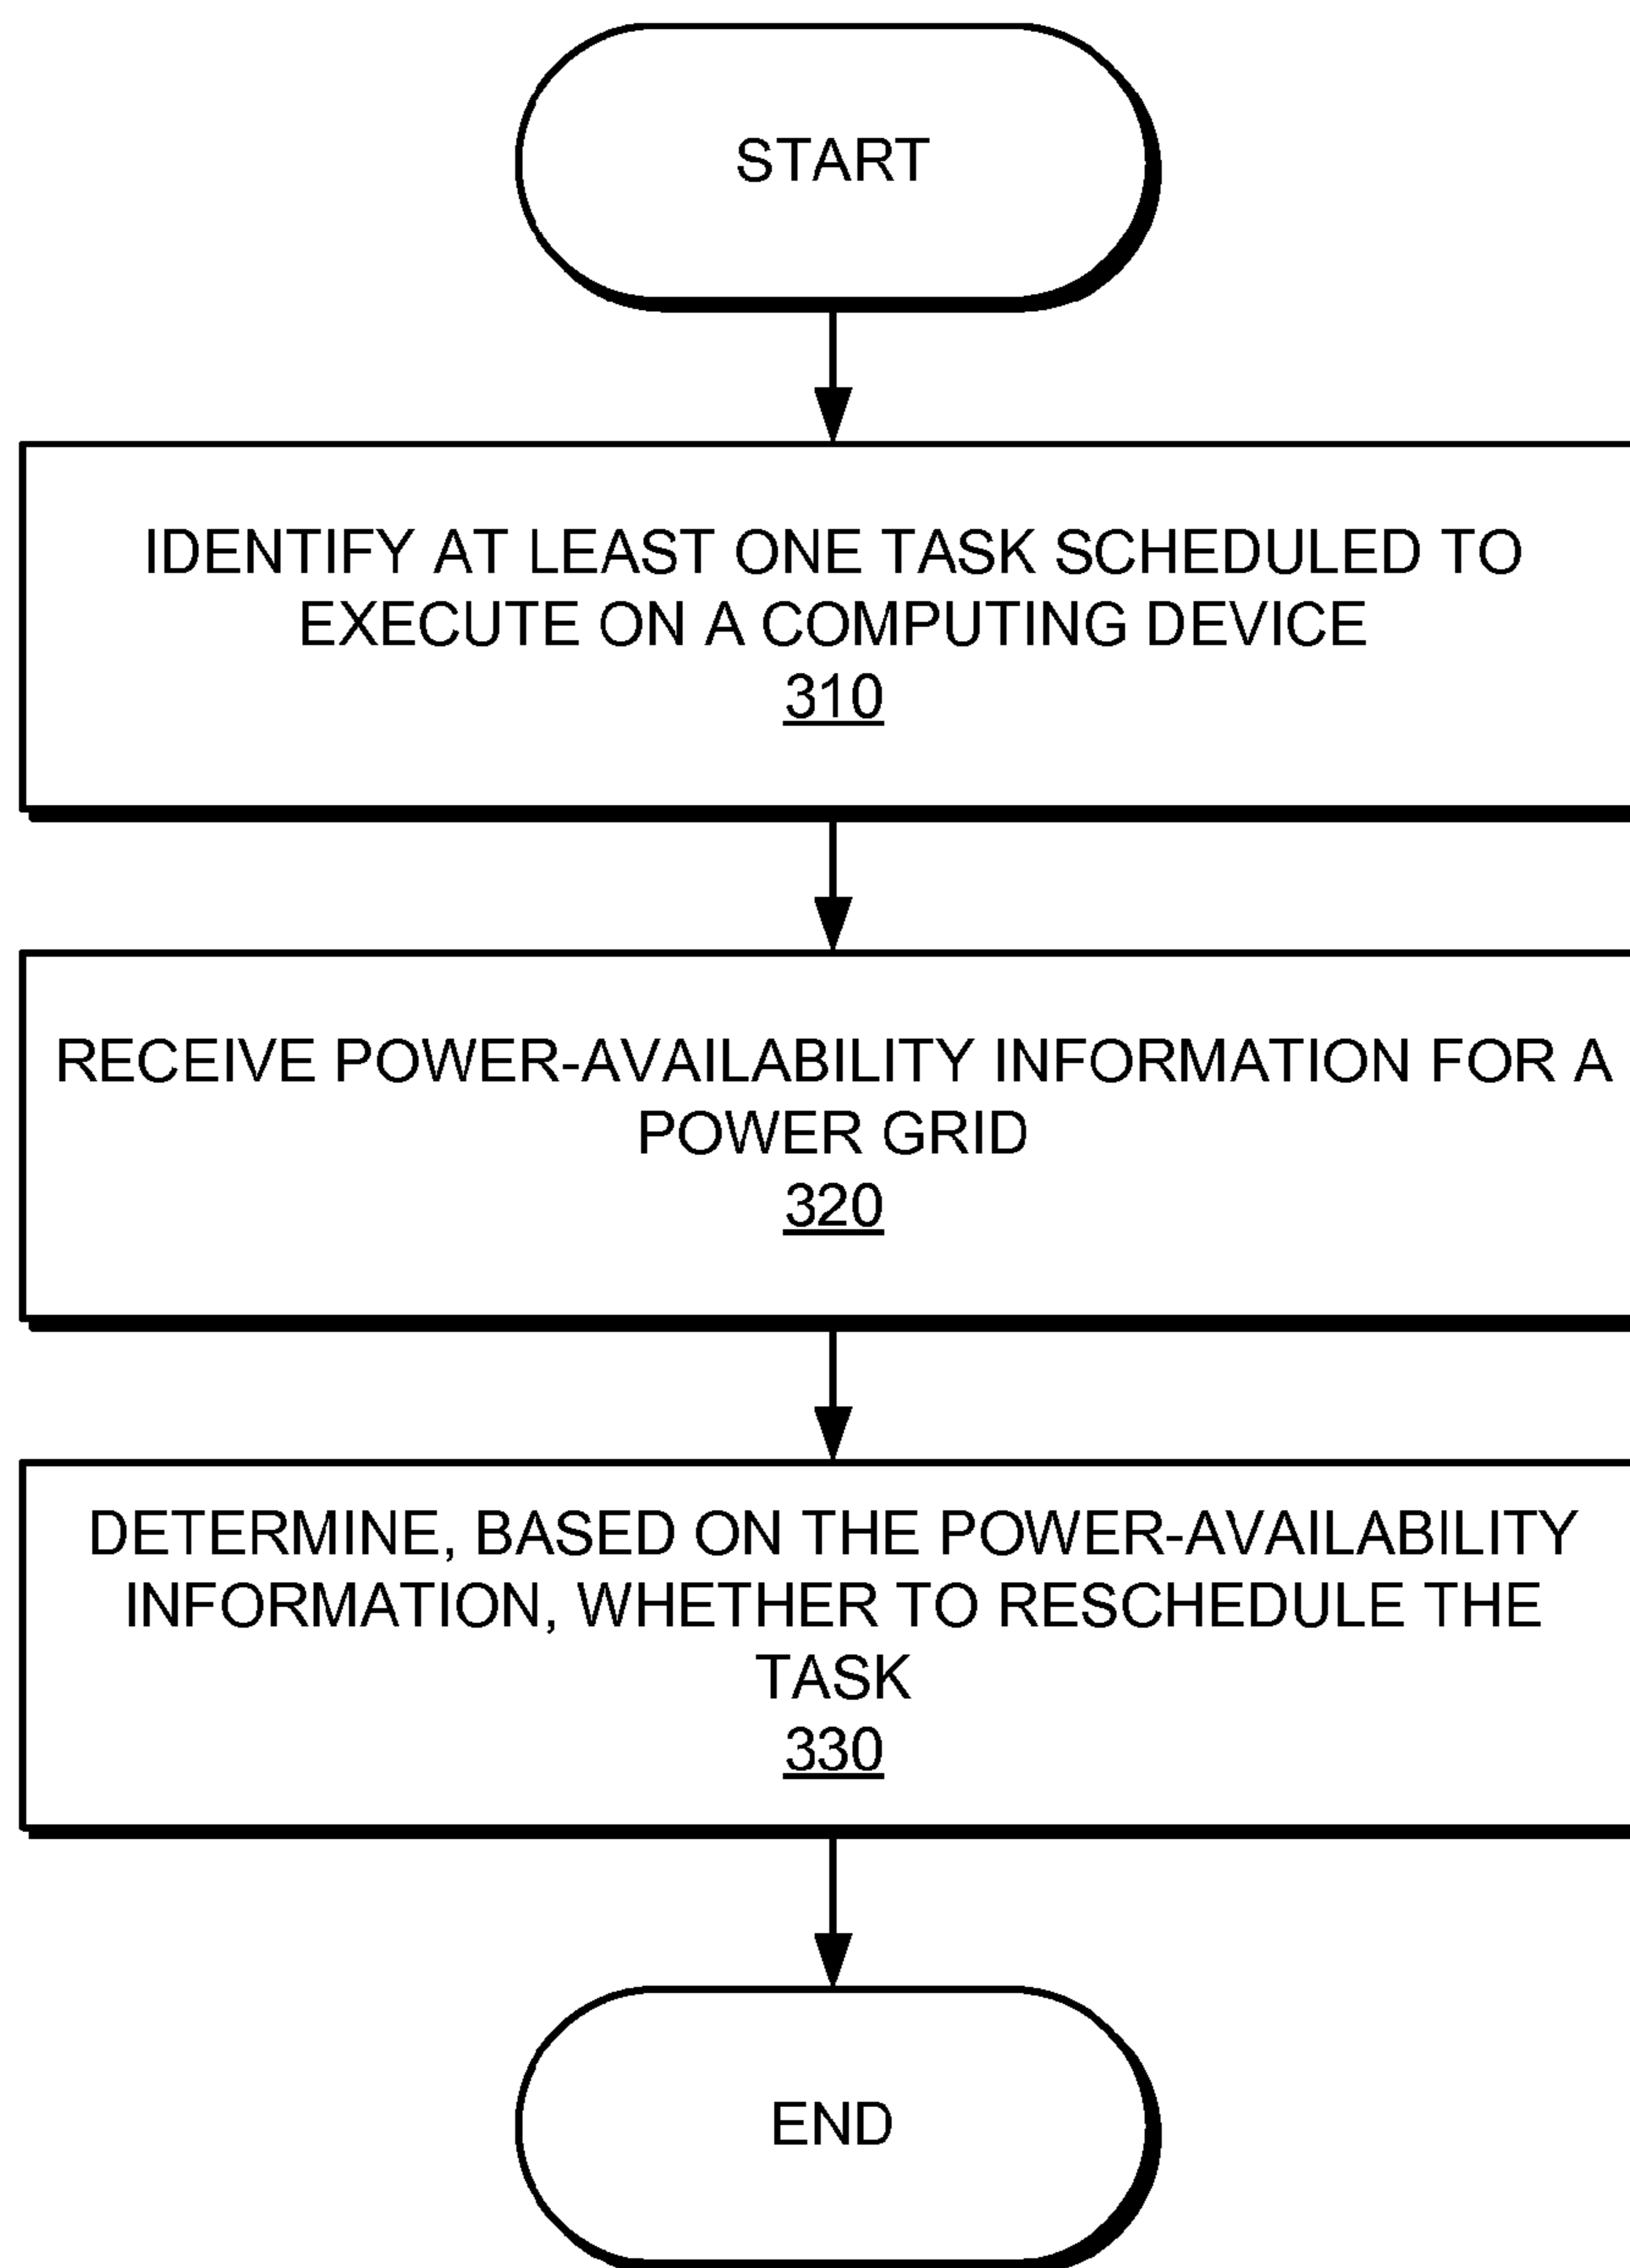 START
IDENTIFY AT LEAST ONE TASK SCHEDULED TO
EXECUTE ON A COMPUTING DEVICE
310
RECEIVE POWER-AVAILABILITY INFORMATION FOR A
POWER GRID
320
DETERMINE, BASED ON THE POWER-AVAILABILITY
INFORMATION, WHETHER TO RESCHEDULE THE
TASK
330
END